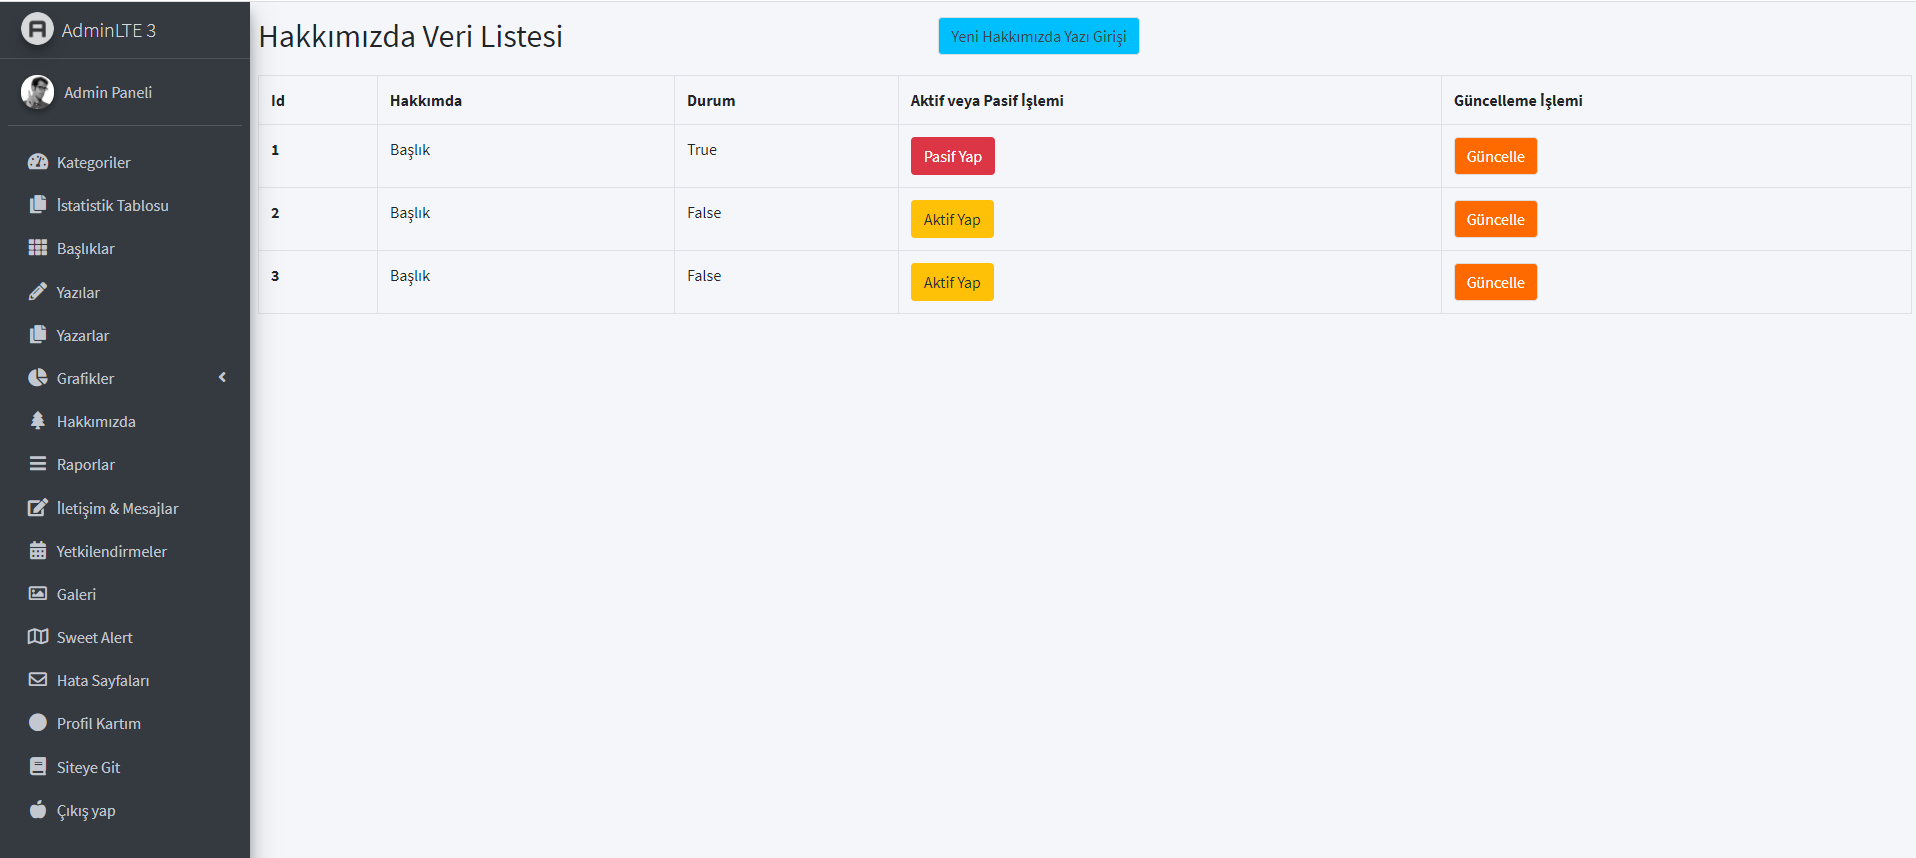 AdminLTE 3
Admin Paneli
Kategoriler
İstatistik Tablosu
Başlıklar
Yazılar
Yazarlar
Grafikler
Hakkımızda
Raporlar
İletişim & Mesajlar
Yetkilendirmeler
Galeri
Sweet Alert
Hata Sayfaları
Profil Kartım
Siteye Git
Çıkış yap
Hakkımızda Veri Listesi
Yeni Hakkımızda Yazı Girişi
Id Hakkımda Durum Aktif veya Pasif İşlemi Güncelleme İşlemi
1 Başlık True Pasif Yap Güncelle
2 Başlık False Aktif Yap Güncelle
3 Başlık False Aktif Yap Güncelle